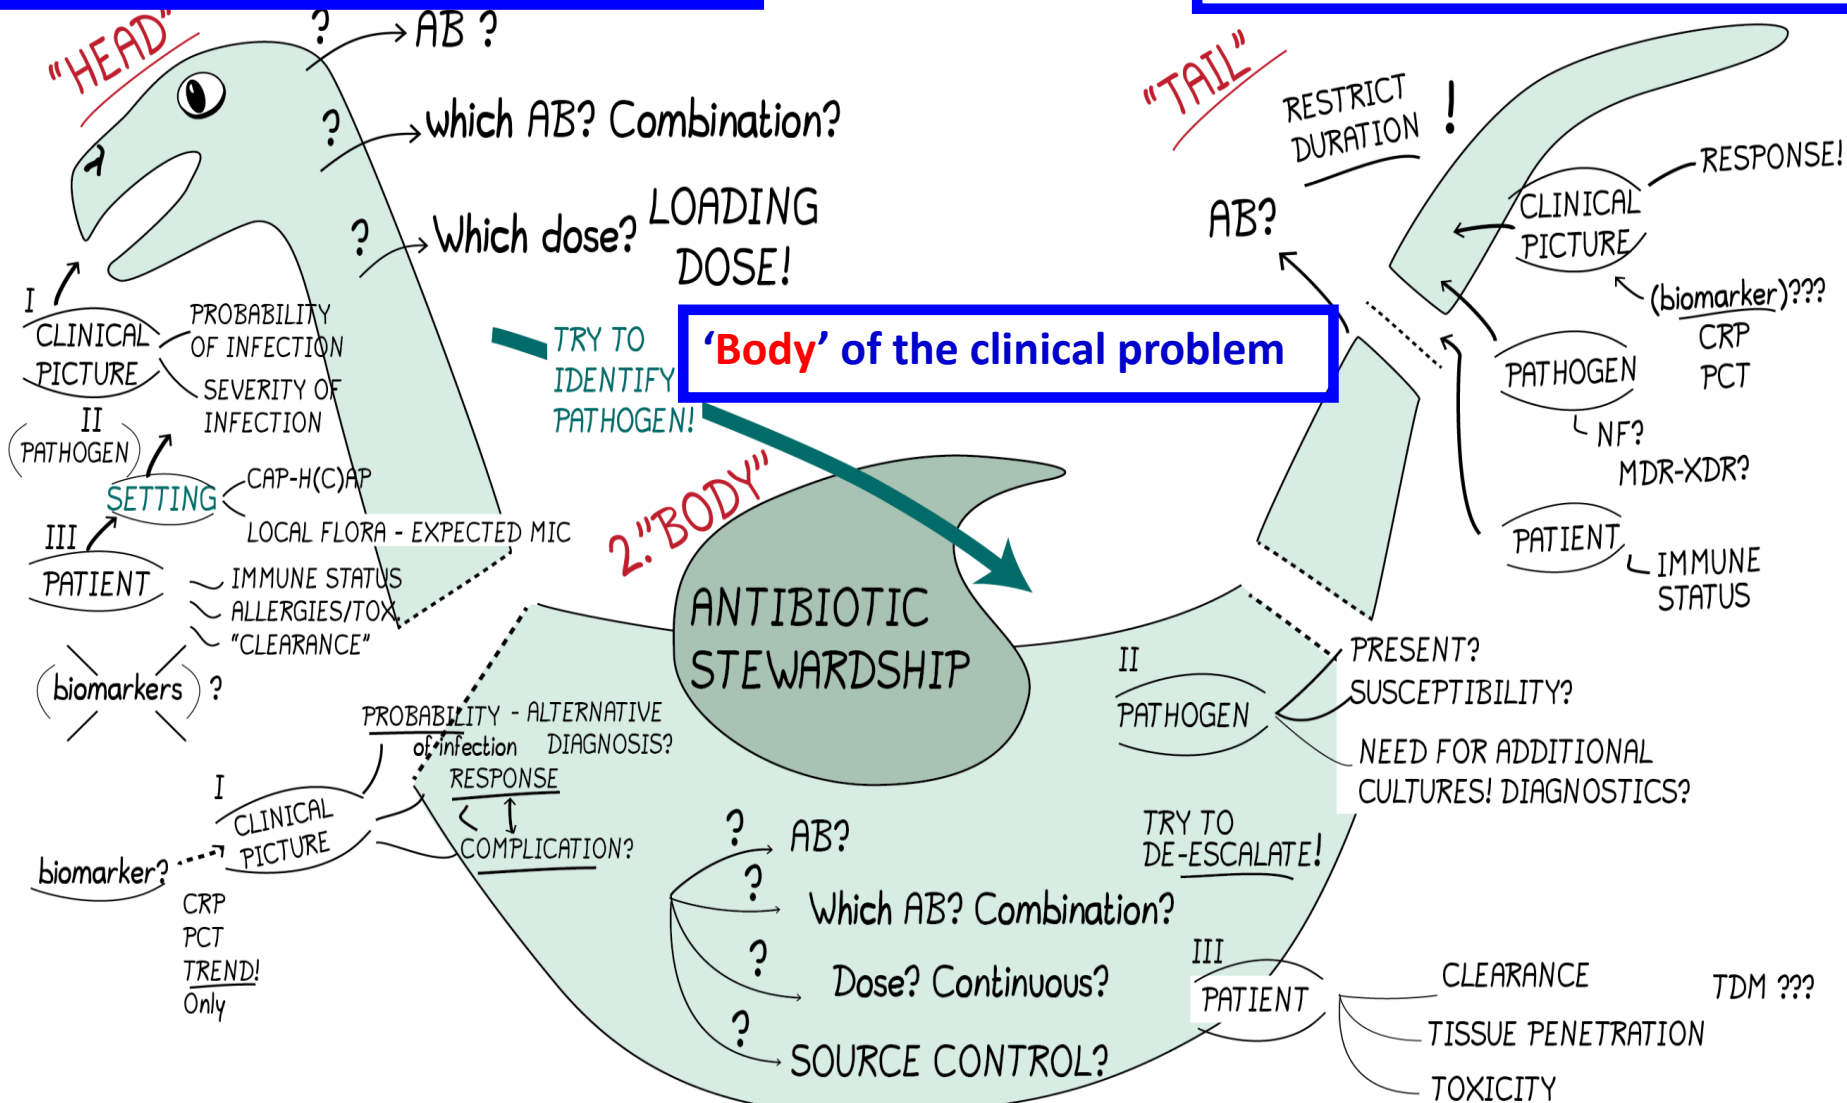 "HEAD"
?
AB ?
?
which AB? Combination?
?
Which dose?
LOADING
DOSE!
I
CLINICAL
PICTURE
PROBABILITY
OF INFECTION
SEVERITY OF
INFECTION
II
(PATHOGEN)
SETTING
CAP-H(C)AP
LOCAL FLORA - EXPECTED MIC
III
PATIENT
IMMUNE STATUS
ALLERGIES/TOX
"CLEARANCE"
(biomarkers) ?
TRY TO
IDENTIFY
PATHOGEN!
'Body' of the clinical problem
2."BODY"
ANTIBIOTIC
STEWARDSHIP
PROBABILITY - ALTERNATIVE
of infection DIAGNOSIS?
RESPONSE
COMPLICATION?
I
CLINICAL
PICTURE
biomarker?
CRP
PCT
TREND!
Only
?
AB?
?
Which AB? Combination?
?
Dose? Continuous?
?
SOURCE CONTROL?
II
PATHOGEN
PRESENT?
SUSCEPTIBILITY?
NEED FOR ADDITIONAL
CULTURES! DIAGNOSTICS?
TRY TO
DE-ESCALATE!
III
PATIENT
CLEARANCE
TDM ???
TISSUE PENETRATION
TOXICITY
"TAIL"
RESTRICT
DURATION !
AB?
CLINICAL
PICTURE
RESPONSE!
(biomarker)???
CRP
PCT
PATHOGEN
NF?
MDR-XDR?
PATIENT
IMMUNE
STATUS